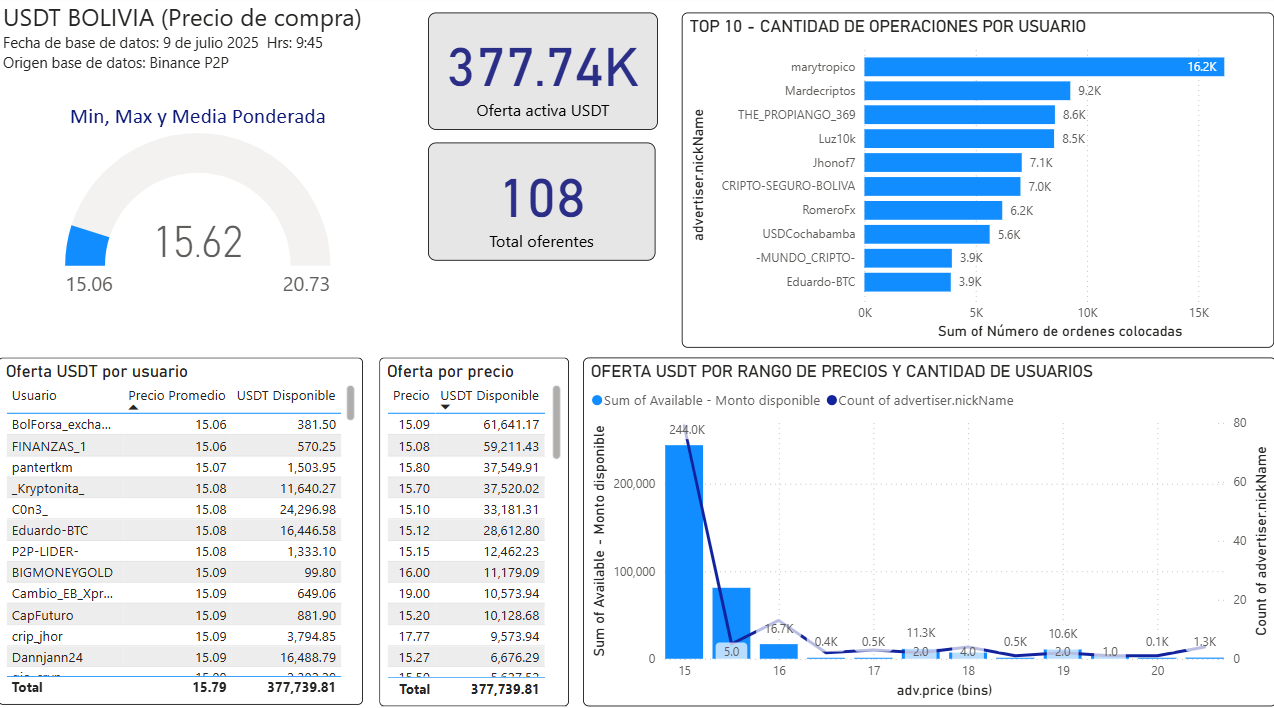 USDT BOLIVIA (Precio de compra)
Fecha de base de datos: 9 de julio 2025 Hrs: 9:45
Origen base de datos: Binance P2P
Min, Max y Media Ponderada
15.62
15.06 20.73
377.74K
Oferta activa USDT
108
Total oferentes
TOP 10 - CANTIDAD DE OPERACIONES POR USUARIO
advertiser.nickName
marytropico 16.2K
Mardecriptos 9.2K
THE_PROPIANGO_369 8.6K
Luz10k 8.5K
Jhonof7 7.1K
CRIPTO-SEGURO-BOLIVA 7.0K
RomeroFx 6.2K
USDCochabamba 5.6K
-MUNDO_CRIPTO- 3.9K
Eduardo-BTC 3.9K
0K 5K 10K 15K
Sum of Número de ordenes colocadas
Oferta USDT por usuario
Usuario Precio Promedio USDT Disponible
BolForsa_excha... 15.06 381.50
FINANZAS_1 15.06 570.25
pantertkm 15.07 1,503.95
_Kryptonita_ 15.08 11,640.27
C0n3_ 15.08 24,296.98
Eduardo-BTC 15.08 16,446.58
P2P-LIDER- 15.08 1,333.10
BIGMONEYGOLD 15.09 99.80
Cambio_EB_Xpr... 15.09 649.06
CapFuturo 15.09 881.90
crip_jhor 15.09 3,794.85
Dannjann24 15.09 16,488.79
Total 15.79 377,739.81
Oferta por precio
Precio USDT Disponible
15.09 61,641.17
15.08 59,211.43
15.80 37,549.91
15.70 37,520.02
15.10 33,181.31
15.12 28,612.80
15.15 12,462.23
16.00 11,179.09
19.00 10,573.94
15.20 10,128.68
17.77 9,573.94
15.27 6,676.29
Total 377,739.81
OFERTA USDT POR RANGO DE PRECIOS Y CANTIDAD DE USUARIOS
Sum of Available - Monto disponible Count of advertiser.nickName
Sum of Available - Monto disponible
200,000
100,000
0
244.0K
5.0
16.7K
0.4K
0.5K
11.3K
2.0
4.0
0.5K
10.6K
2.0
1.0
0.1K
1.3K
80
60
40
20
0
Count of advertiser.nickName
15 16 17 18 19 20
adv.price (bins)